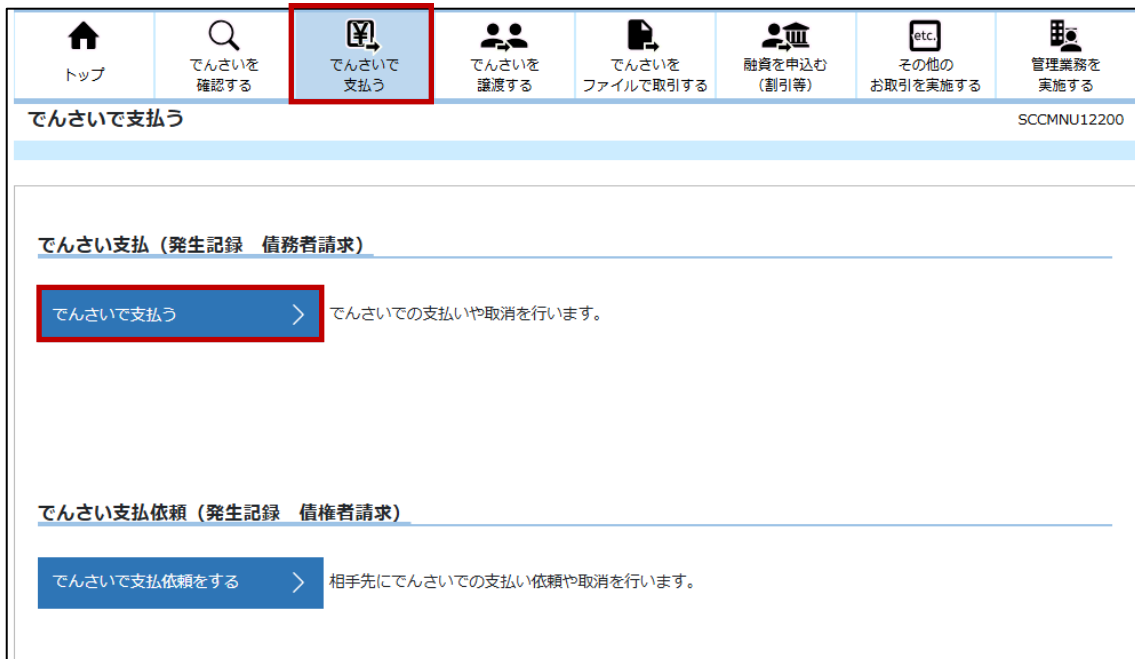 トップ
でんさいを
確認する
でんさいで
支払う
でんさいを
譲渡する
でんさいを
ファイルで取引する
融資を申込む
(割引等)
etc.
その他の
お取引を実施する
管理業務を
実施する
でんさいで支払う
SCCMNU12200
でんさい支払(発生記録 債務者請求)
でんさいで支払う
でんさいでの支払いや取消を行います。
でんさい支払依頼(発生記録 債権者請求)
でんさいで支払依頼をする
相手先にでんさいでの支払い依頼や取消を行います。